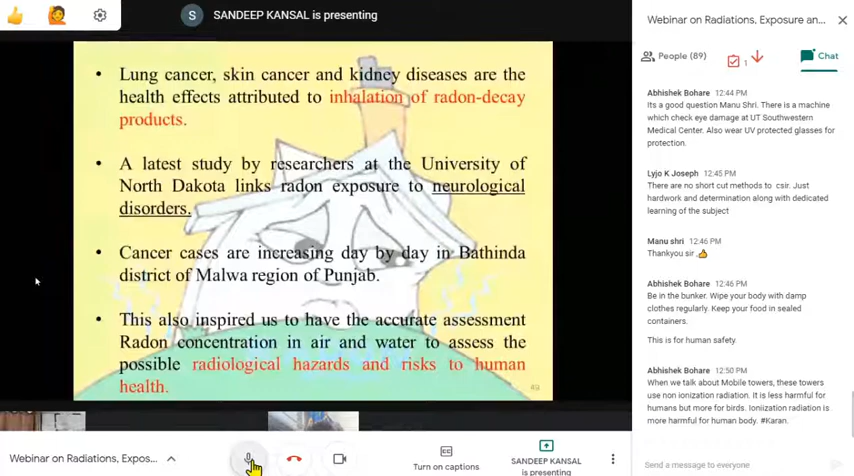 S SANDEEP KANSAL is presenting
• Lung cancer, skin cancer and kidney diseases are the
health effects attributed to inhalation of radon-decay
products.
• A latest study by researchers at the University of
North Dakota links radon exposure to neurological
disorders.
• Cancer cases are increasing day by day in Bathinda
district of Malwa region of Punjab.
• This also inspired us to have the accurate assessment
Radon concentration in air and water to assess the
possible radiological hazards and risks to human
health.
49
Webinar on Radiations, Expos...
Turn on captions
SANDEEP KANSAL
is presenting
Webinar on Radiations, Exposure an...
People (89)
1
Chat
Abhishek Bohare 12:44 PM
Its a good question Manu Shri. There is a machine
which check eye damage at UT Southwestern
Medical Center. Also wear UV protected glasses for
protection.
Lyjo K Joseph 12:45 PM
There are no short cut methods to csir. Just
hardwork and determination along with dedicated
learning of the subject
Manu shri 12:46 PM
Thankyou sir
Abhishek Bohare 12:46 PM
Be in the bunker. Wipe your body with damp
clothes regularly. Keep your food in sealed
containers.
This is for human safety.
Abhishek Bohare 12:50 PM
When we talk about Mobile towers, these towers
use non ionization radiation. It is less harmful for
humans but more for birds. Ioniization radiation is
more harmful for human body. #Karan.
Send a message to everyone